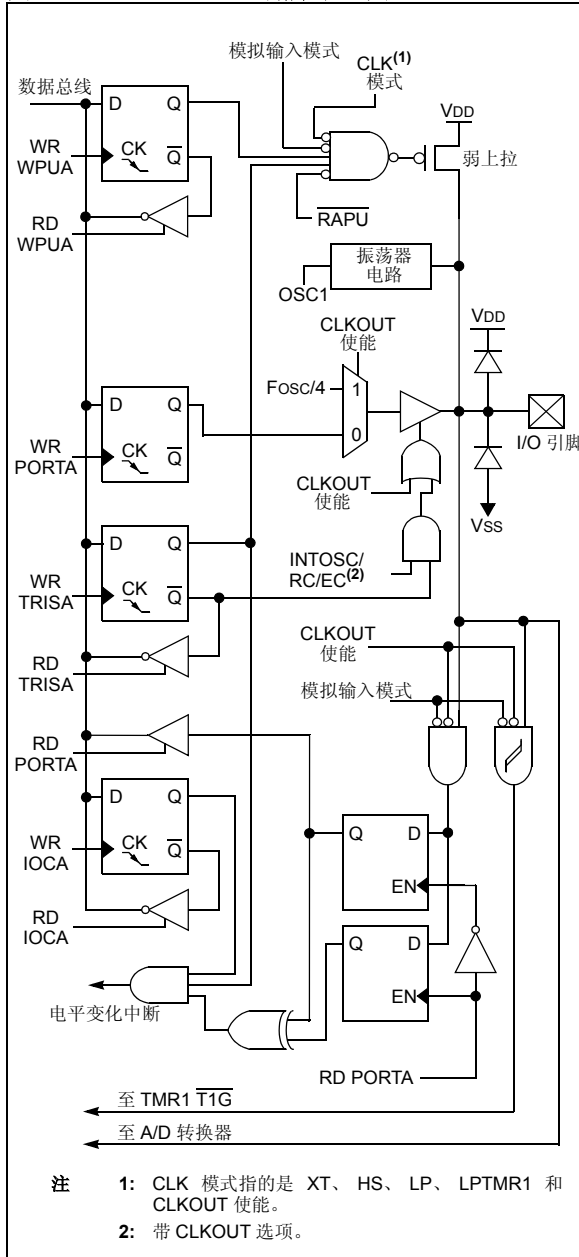 模拟输入模式
CLK(1)
模式
数据总线
D
Q
VDD
WR
WPUA
CK
Q
弱上拉
RD
WPUA
RAPU
振荡器
电路
OSC1
VDD
CLKOUT
使能
FOSC/4
1
0
D
Q
WR
PORTA
CK
Q
I/O 引脚
CLKOUT
使能
VSS
D
Q
INTOSC/
RC/EC(2)
WR
TRISA
CK
Q
CLKOUT
使能
RD
TRISA
模拟输入模式
RD
PORTA
D
Q
Q
D
WR
IOCA
CK
Q
EN
RD
IOCA
Q
D
EN
电平变化中断
RD PORTA
至 TMR1 T1G
至 A/D 转换器
注 1: CLK 模式指的是 XT、 HS、 LP、 LPTMR1 和
CLKOUT 使能。
2: 带 CLKOUT 选项。